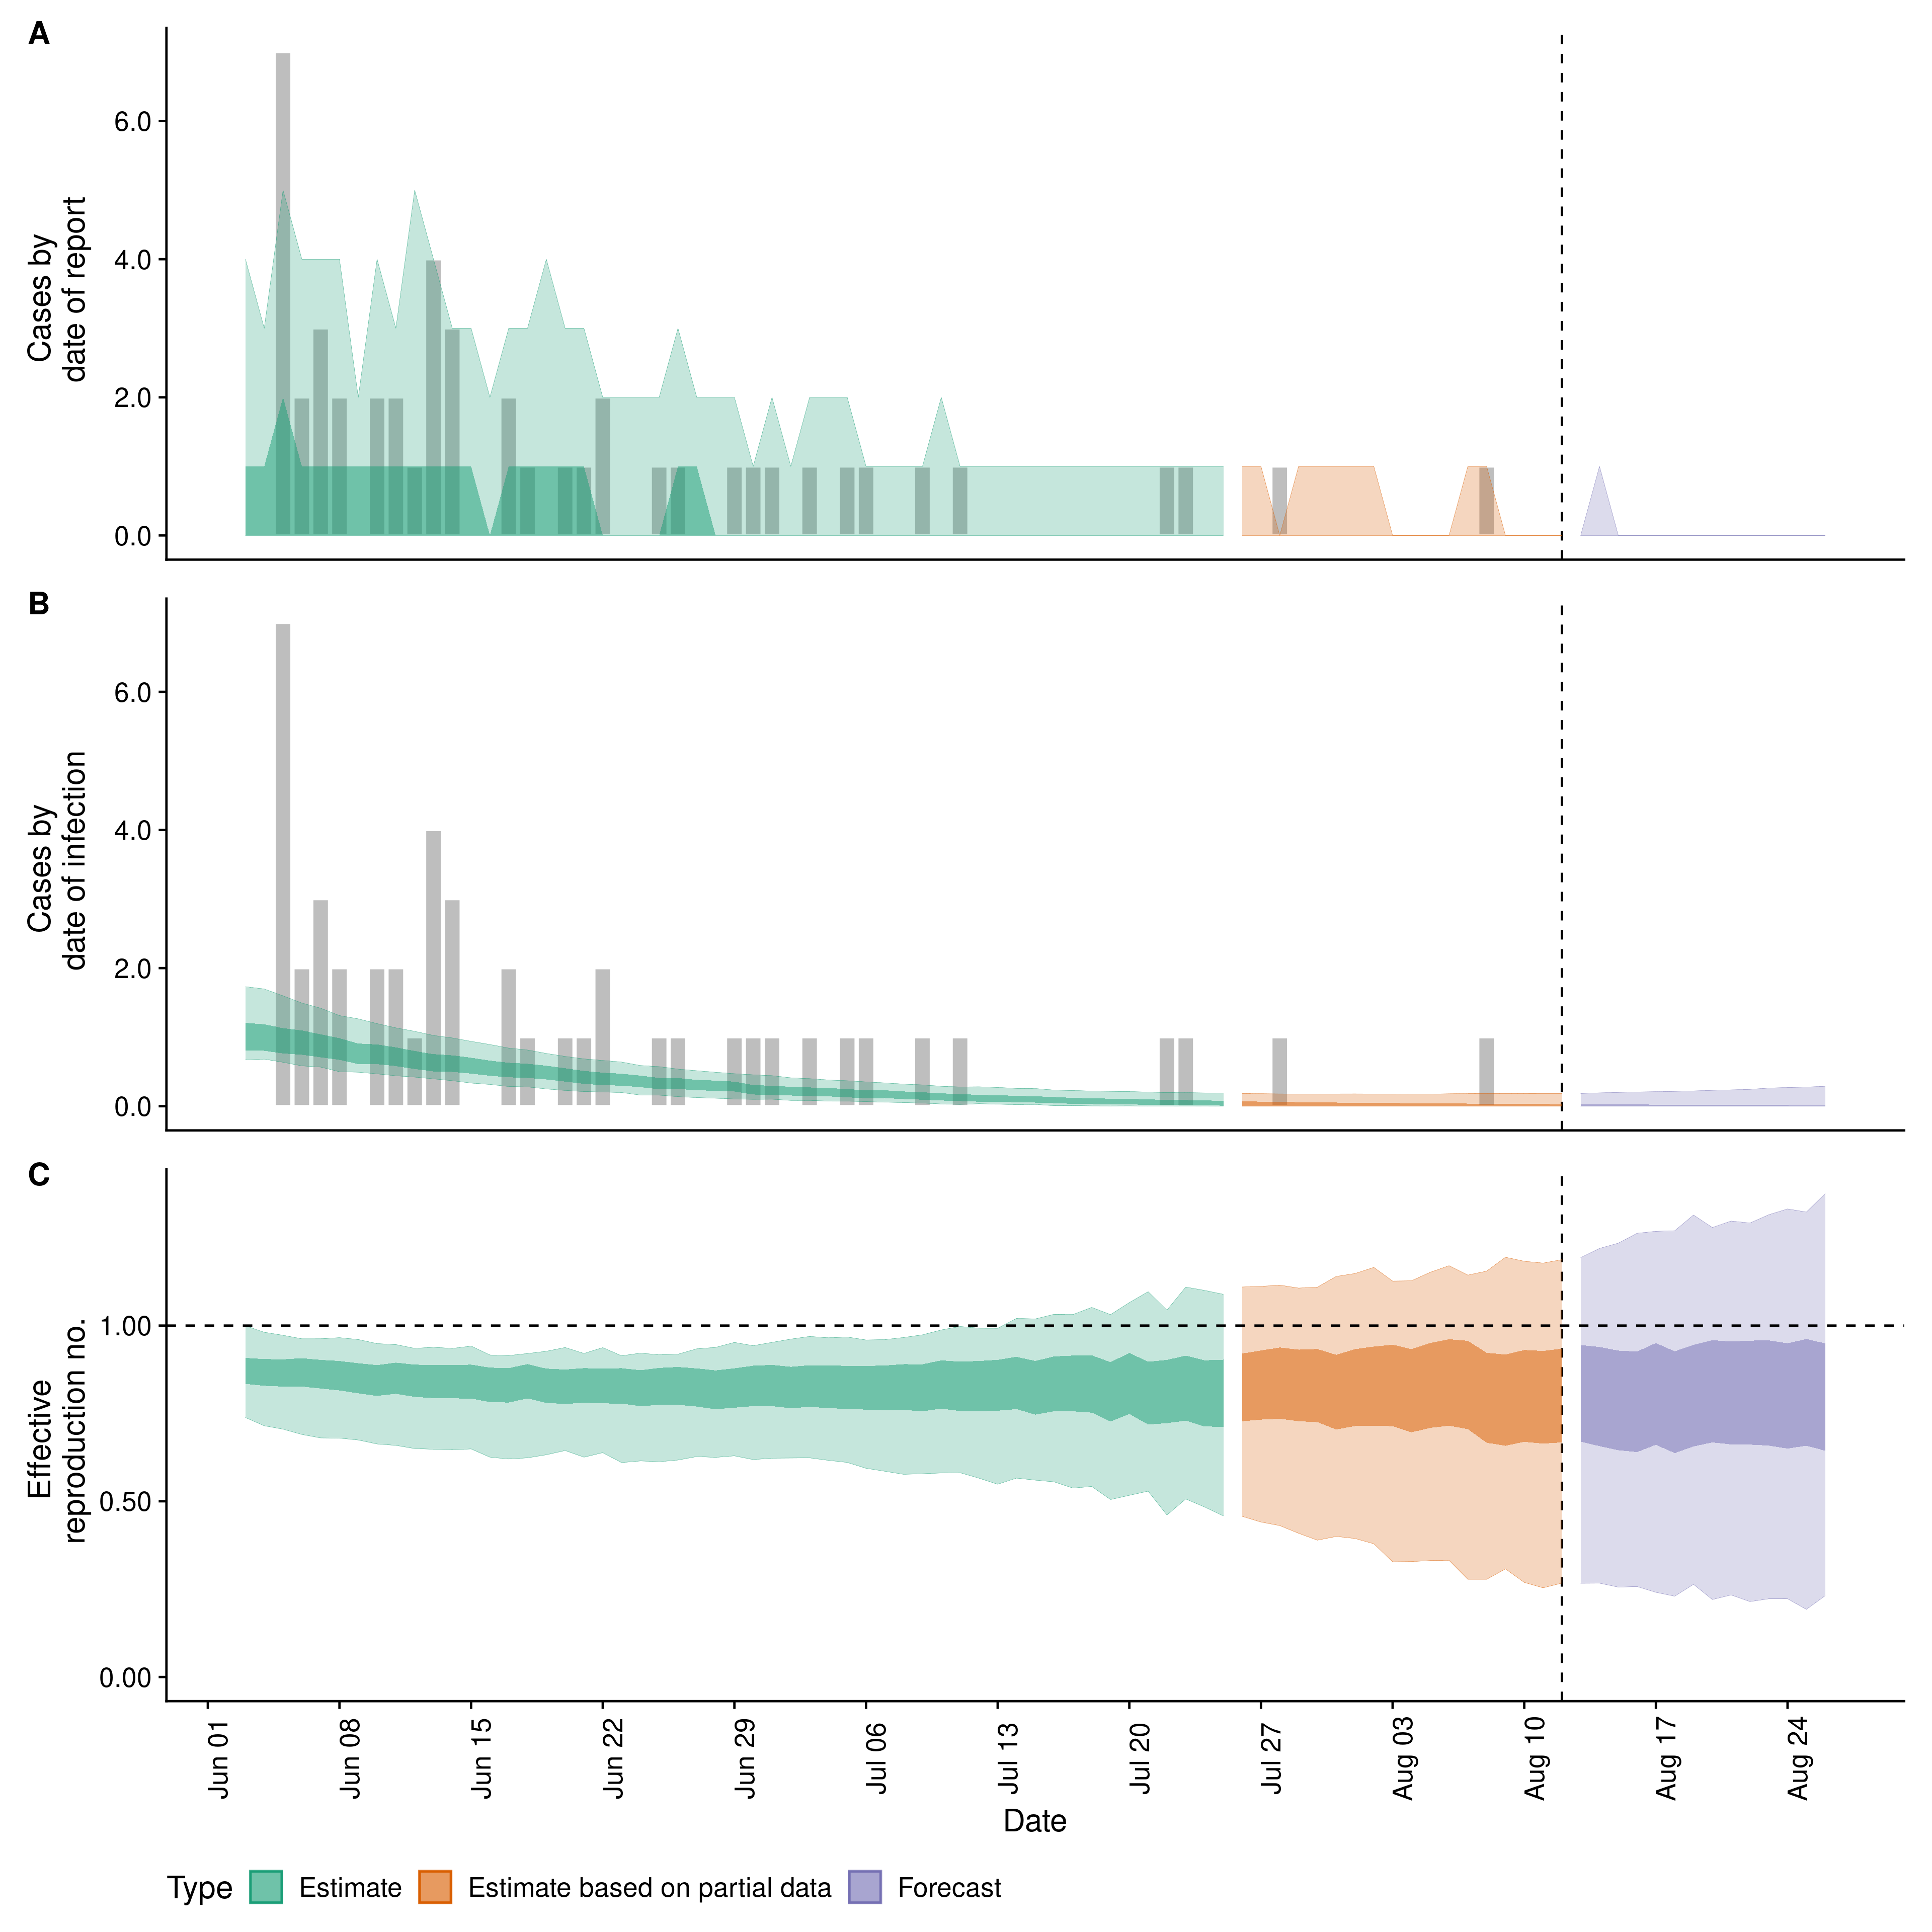 A
Cases by
date of report
6.0
4.0
2.0
0.0
B
Cases by
date of infection
6.0
4.0
2.0
0.0
C
Effective
reproduction no.
1.00
0.50
0.00
Jun 01
Jun 08
Jun 15
Jun 22
Jun 29
Jul 06
Jul 13
Jul 20
Jul 27
Aug 03
Aug 10
Aug 17
Aug 24
Date
Type Estimate Estimate based on partial data Forecast